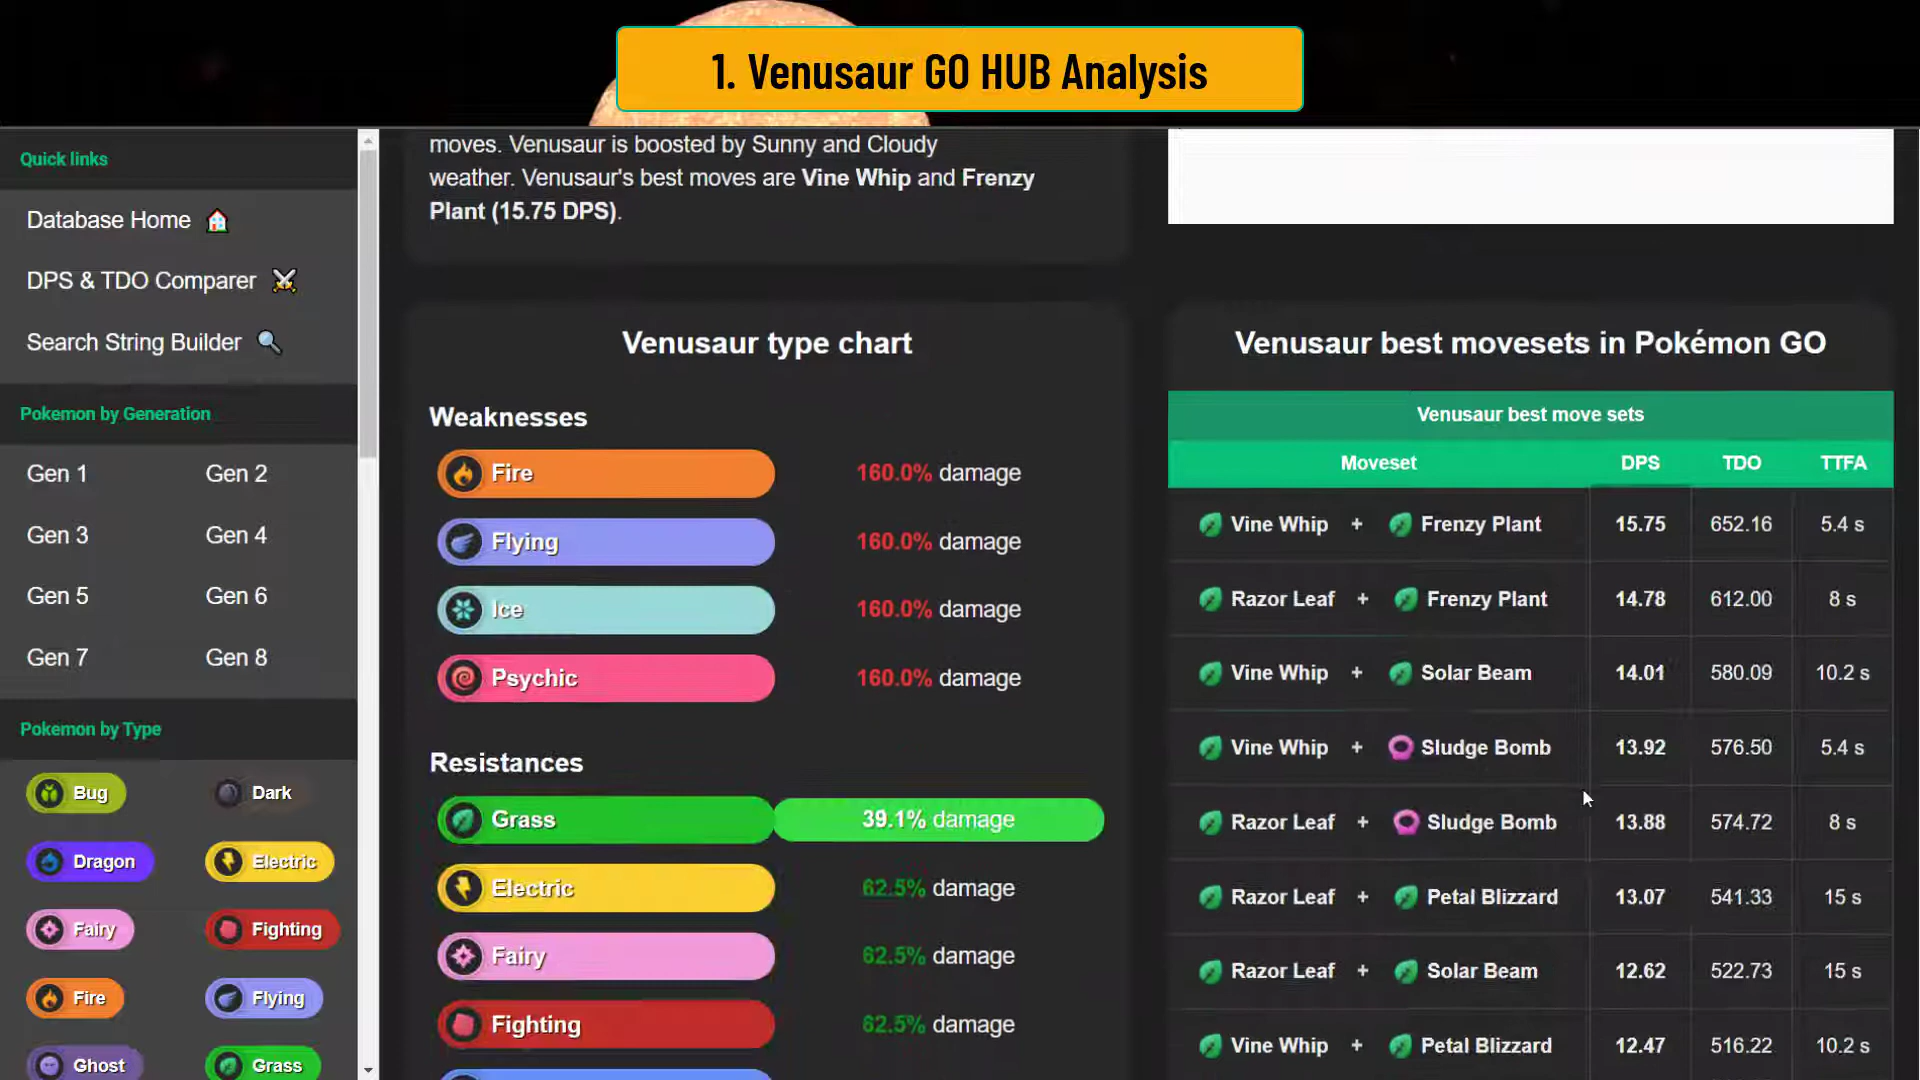 1. Venusaur GO HUB Analysis
Quick links
Database Home
DPS & TDO Comparer
Search String Builder
Pokemon by Generation
Gen 1 Gen 2
Gen 3 Gen 4
Gen 5 Gen 6
Gen 7 Gen 8
Pokemon by Type
Bug Dark
Dragon Electric
Fairy Fighting
Fire Flying
Ghost Grass
moves. Venusaur is boosted by Sunny and Cloudy
weather. Venusaur's best moves are Vine Whip and Frenzy
Plant (15.75 DPS).
Venusaur type chart
Weaknesses
Fire 160.0% damage
Flying 160.0% damage
Ice 160.0% damage
Psychic 160.0% damage
Resistances
Grass 39.1% damage
Electric 62.5% damage
Fairy 62.5% damage
Fighting 62.5% damage
Venusaur best movesets in Pokémon GO
Venusaur best move sets
Moveset DPS TDO TTFA
Vine Whip + Frenzy Plant 15.75 652.16 5.4 s
Razor Leaf + Frenzy Plant 14.78 612.00 8 s
Vine Whip + Solar Beam 14.01 580.09 10.2 s
Vine Whip + Sludge Bomb 13.92 576.50 5.4 s
Razor Leaf + Sludge Bomb 13.88 574.72 8 s
Razor Leaf + Petal Blizzard 13.07 541.33 15 s
Razor Leaf + Solar Beam 12.62 522.73 15 s
Vine Whip + Petal Blizzard 12.47 516.22 10.2 s